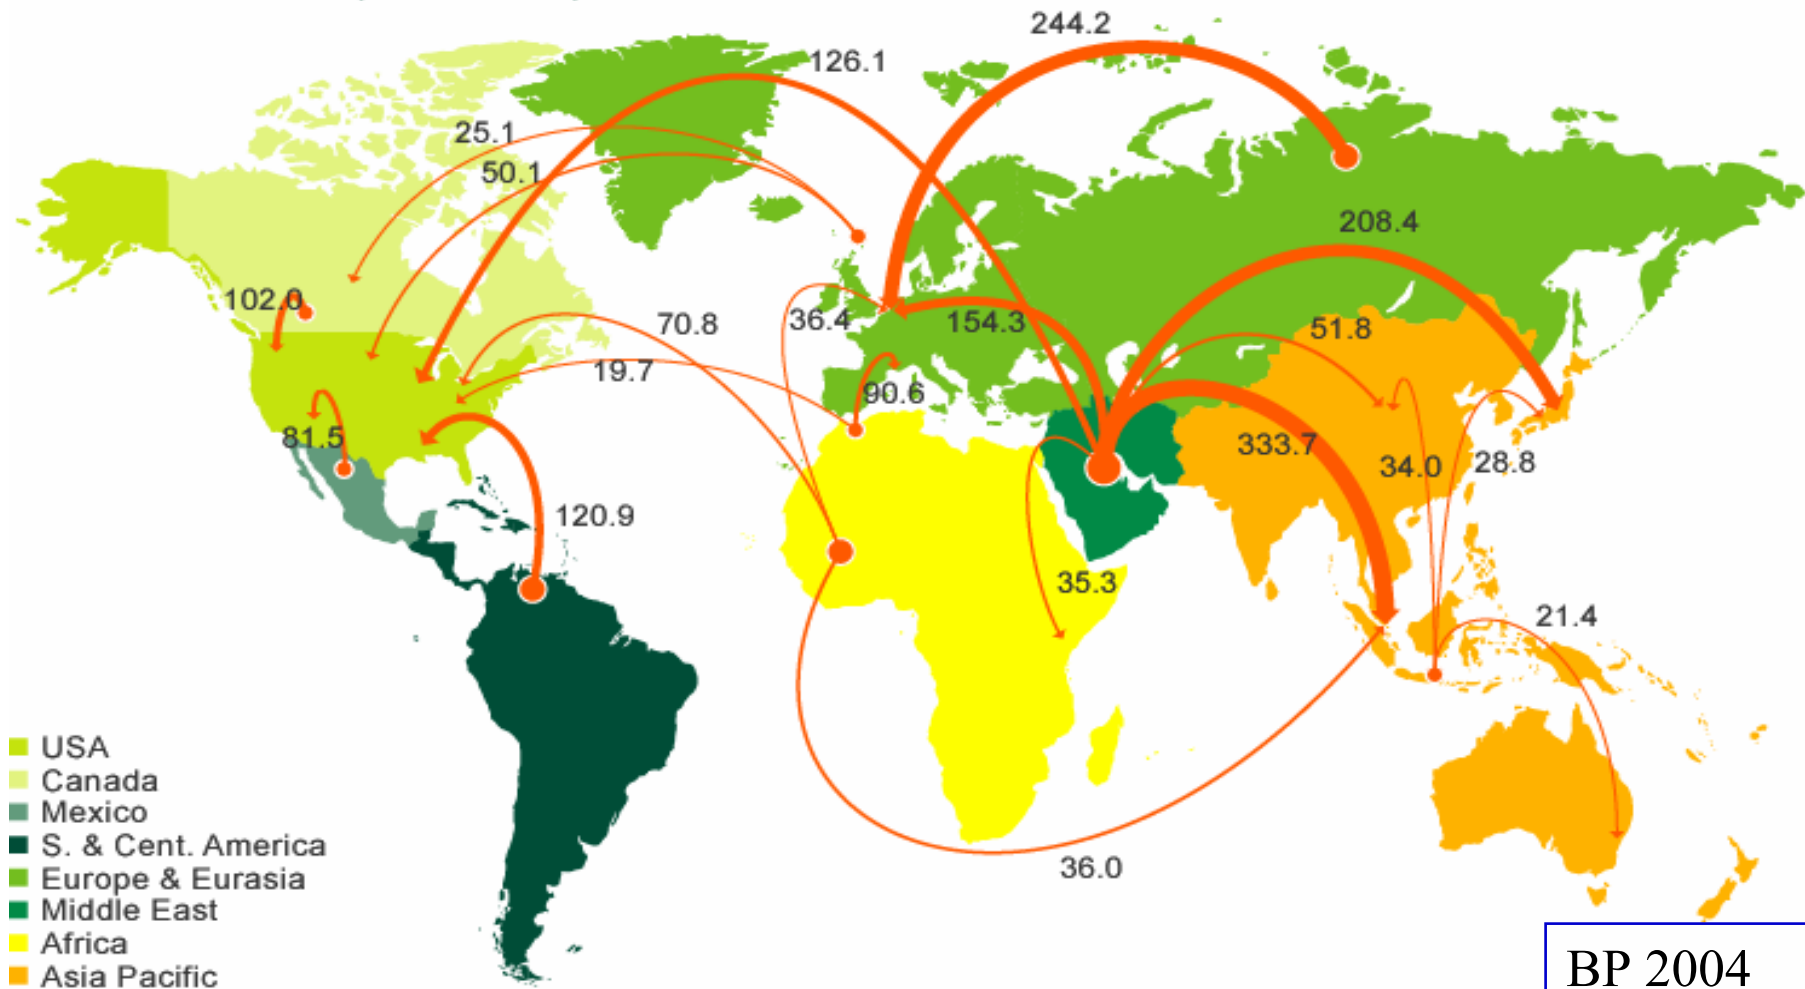 244.2
126.1
25.1
50.1
208.4
102.0
70.8
36.4
154.3
51.8
19.7
90.6
81.5
333.7
34.0
28.8
120.9
35.3
21.4
36.0
USA
Canada
Mexico
S. & Cent. America
Europe & Eurasia
Middle East
Africa
Asia Pacific
BP 2004